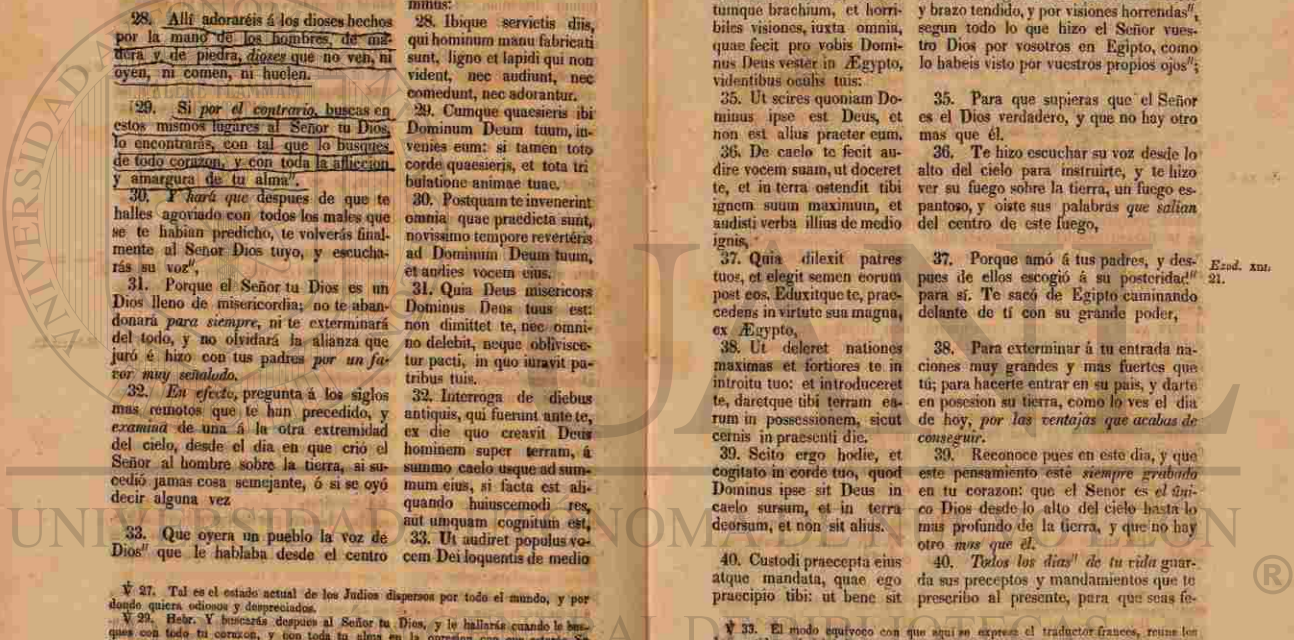 28. Allí adoraréis á los dioses hechos
por la mano de los hombres, de ma-
dera y de piedra, dioses que no ven, ni
oyen, ni comen, ni huelen.
29. Si por el contrario, buscas en
estos mismos lugares al Señor tu Dios,
lo encontrarás, con tal que lo busques
de todo corazon, y con toda la afliccion
y amargura de tu alma".
30. Y hará que despues de que te
halles agoviado con todos los males que
se te habian predicho, te volverás final-
mente al Señor Dios tuyo, y escucha-
rás su voz",
31. Porque el Señor tu Dios es un
Dios lleno de misericordia; no te aban-
donará para siempre, ni te exterminará
del todo, y no olvidará la alianza que
juró é hizo con tus padres por un fa-
vor muy señalado.
32. En efecto, pregunta á los siglos
mas remotos que te han precedido, y
examina de una á la otra extremidad
del cielo, desde el dia en que crió el
Señor al hombre sobre la tierra, si su-
cedió jamas cosa semejante, ó si se oyó
decir alguna vez
33. Que oyera un pueblo la voz de
Dios" que le hablaba desde el centro
minus:
28. Ibique servietis diis,
qui hominum manu fabricati
sunt, ligno et lapidi qui non
vident, nec audiunt, nec
comedunt, nec adorantur.
29. Cumque quaesieris ibi
Dominum Deum tuum, in-
venies eum: si tamen toto
corde quaesieris, et tota tri
bulatione animae tuae.
30. Postquam te invenerint
omnia quae praedicta sunt,
novissimo tempore revertéris
ad Dominum Deum tuum,
et audies vocem eius.
31. Quia Deus misericors
Dominus Deus tuus est:
non dimittet te, nec omni-
no delebit, neque oblivisce-
tur pacti, in quo iuravit pa-
tribus tuis.
32. Interroga de diebus
antiquis, qui fuerunt ante te,
ex die quo creavit Deus
hominem super terram, á
summo caelo usque ad sum-
mum eius, si facta est ali-
quando huiuscemodi res,
aut umquam cognitum est,
33. Ut audiret populus vo-
cem Dei loquentis de medio
℣ 27. Tal es el estado actual de los Judios dispersos por todo el mundo, y por
donde quiera odiosos y despreciados.
℣ 29. Hebr. Y buscarás despues al Señor tu Dios, y le hallarás cuando le bus-
ques con todo tu corazon, y con toda tu alma en la
tumque brachium, et horri-
biles visiones, iuxta omnia,
quae fecit pro vobis Domi-
nus Deus vester in Ægypto,
videntibus oculis tuis:
35. Ut scires quoniam Do-
minus ipse est Deus, et
non est alius praeter eum.
36. De caelo te fecit au-
dire vocem suam, ut doceret
te, et in terra ostendit tibi
ignem suum maximum, et
audisti verba illius de medio
ignis,
37. Quia dilexit patres
tuos, et elegit semen eorum
post eos. Eduxitque te, prae-
cedens in virtute sua magna,
ex Ægypto,
38. Ut deleret nationes
maximas et fortiores te in
introitu tuo: et introduceret
te, daretque tibi terram ea-
rum in possessionem, sicut
cernis in praesenti die.
39. Scito ergo hodie, et
cogitato in corde tuo, quod
Dominus ipse sit Deus in
caelo sursum, et in terra
deorsum, et non sit alius.
40. Custodi praecepta eius
atque mandata, quae ego
praecipio tibi: ut bene sit
y brazo tendido, y por visiones horrendas",
segun todo lo que hizo el Señor vues-
tro Dios por vosotros en Egipto, como
lo habeis visto por vuestros propios ojos";
35. Para que supieras que el Señor
es el Dios verdadero, y que no hay otro
mas que él.
36. Te hizo escuchar su voz desde lo
alto del cielo para instruirte, y te hizo
ver su fuego sobre la tierra, un fuego es-
pantoso, y oiste sus palabras que salian
del centro de este fuego,
37. Porque amó á tus padres, y des-
pues de ellos escogió á su posteridad"
para sí. Te sacó de Egipto caminando
delante de tí con su grande poder,
38. Para exterminar á tu entrada na-
ciones muy grandes y mas fuertes que
tú; para hacerte entrar en su pais, y darte
en posesion su tierra, como lo ves el dia
de hoy, por las ventajas que acabas de
conseguir.
39. Reconoce pues en este dia, y que
este pensamiento esté siempre grabado
en tu corazon: que el Senor es el úni-
co Dios desde lo alto del cielo hasta lo
mas profundo de la tierra, y que no hay
otro mas que él.
40. Todos los dias" de tu vida guar-
da sus preceptos y mandamientos que te
prescribo al presente, para que seas fe-
Exod. XIII.
21.
℣ 33. El modo equívoco con que aquí se expresa el traductor frances, reune los
UANL
UNIVERSIDAD AUTÓNOMA DE NUEVO LEÓN
®